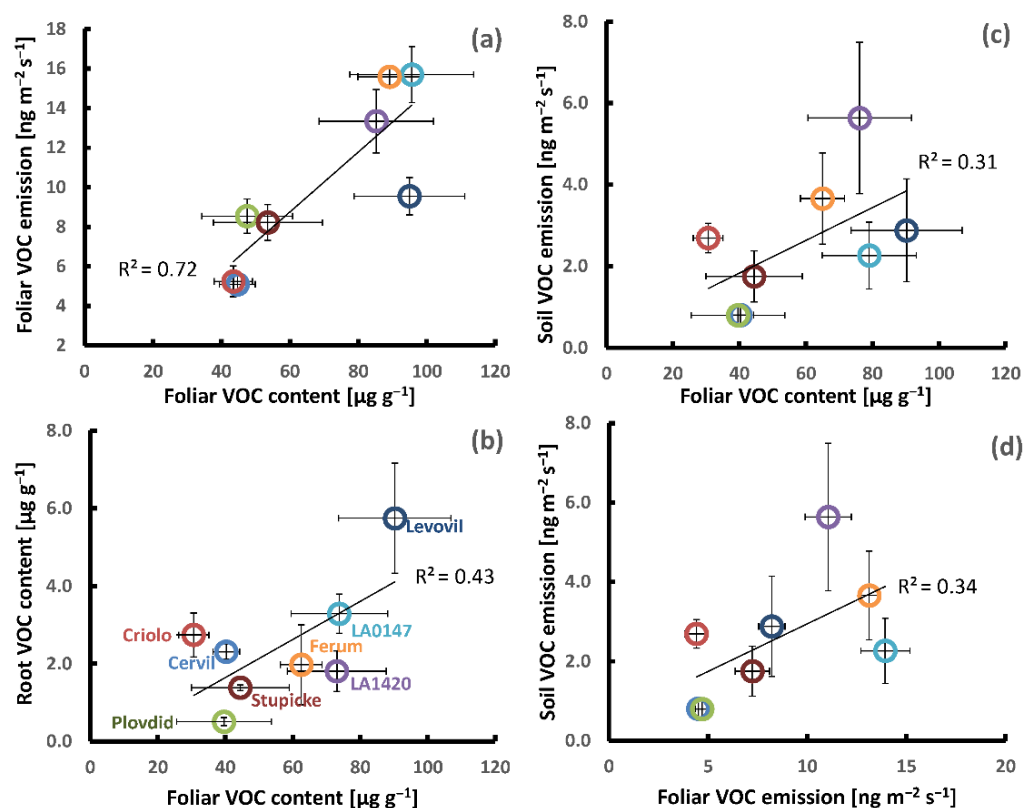 (a)
Foliar VOC emission [ng m⁻² s⁻¹]
18
16
14
12
10
8
6
4
2
R² = 0.72
0 20 40 60 80 100 120
Foliar VOC content [µg g⁻¹]
(c)
Soil VOC emission [ng m⁻² s⁻¹]
8.0
6.0
4.0
2.0
0.0
R² = 0.31
0 20 40 60 80 100 120
Foliar VOC content [µg g⁻¹]
(b)
Root VOC content [µg g⁻¹]
8.0
6.0
4.0
2.0
0.0
Levovil
R² = 0.43
LA0147
Criolo
Cervil
Ferum
LA1420
Stupicke
Plovdid
0 20 40 60 80 100 120
Foliar VOC content [µg g⁻¹]
(d)
Soil VOC emission [ng m⁻² s⁻¹]
8.0
6.0
4.0
2.0
0.0
R² = 0.34
0 5 10 15 20
Foliar VOC emission [ng m⁻² s⁻¹]